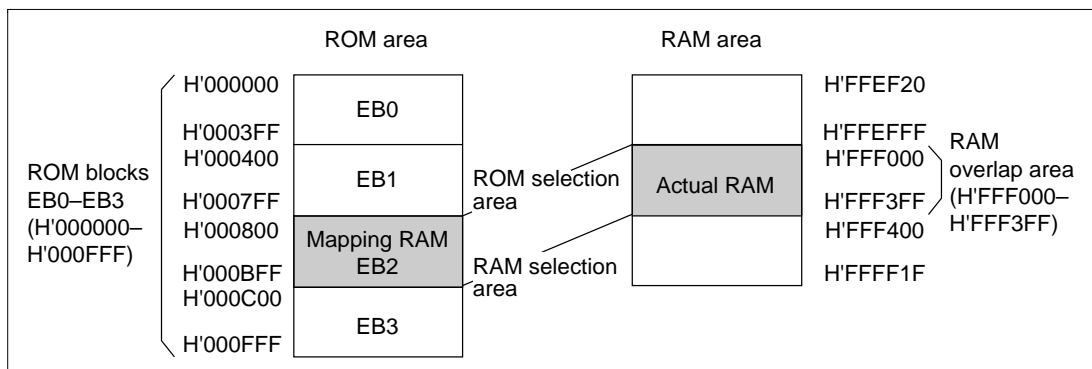 ROM area
RAM area
ROM blocks
EB0–EB3
(H'000000–
H'000FFF)
H'000000
H'0003FF
H'000400
H'0007FF
H'000800
H'000BFF
H'000C00
H'000FFF
EB0
EB1
Mapping RAM
EB2
EB3
ROM selection
area
RAM selection
area
Actual RAM
H'FFEF20
H'FFEFFF
H'FFF000
H'FFF3FF
H'FFF400
H'FFFF1F
RAM
overlap area
(H'FFF000–
H'FFF3FF)